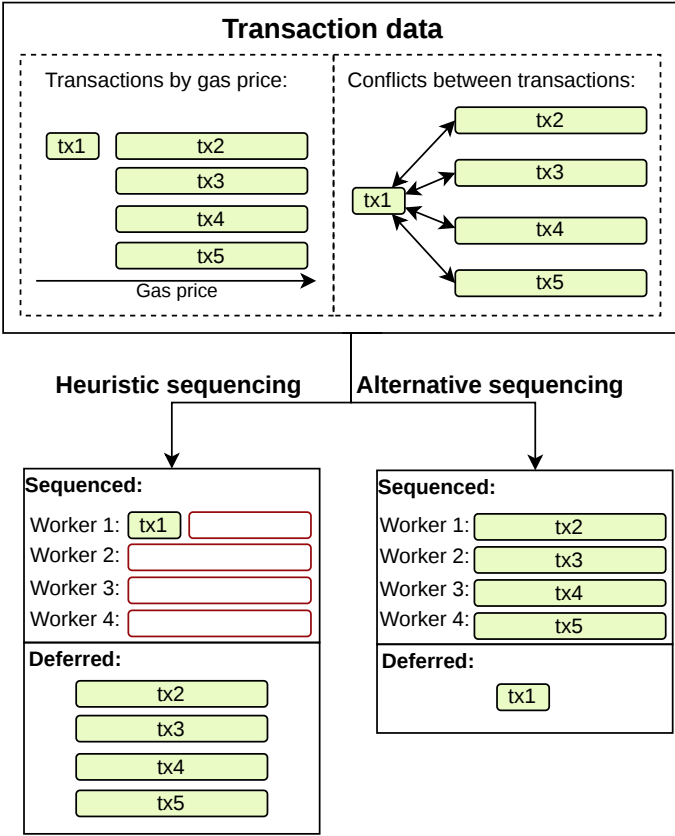 Transaction data
Transactions by gas price:
tx1 tx2
tx3
tx4
tx5
Gas price
Conflicts between transactions:
tx2
tx3
tx1
tx4
tx5
Heuristic sequencing
Alternative sequencing
Sequenced:
Worker 1: tx1
Worker 2:
Worker 3:
Worker 4:
Deferred:
tx2
tx3
tx4
tx5
Sequenced:
Worker 1: tx2
Worker 2: tx3
Worker 3: tx4
Worker 4: tx5
Deferred:
tx1